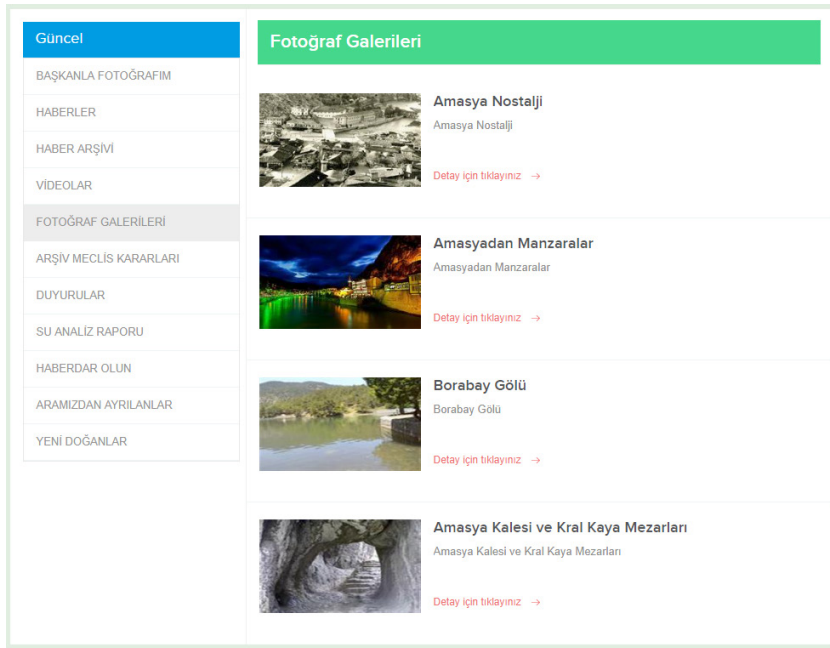 Güncel
BAŞKANLA FOTOĞRAFIM
HABERLER
HABER ARŞİVİ
VİDEOLAR
FOTOĞRAF GALERİLERİ
ARŞİV MECLİS KARARLARI
DUYURULAR
SU ANALİZ RAPORU
HABERDAR OLUN
ARAMIZDAN AYRILANLAR
YENİ DOĞANLAR
Fotoğraf Galerileri
Amasya Nostalji
Amasya Nostalji
Detay için tıklayınız →
Amasyadan Manzaralar
Amasyadan Manzaralar
Detay için tıklayınız →
Borabay Gölü
Borabay Gölü
Detay için tıklayınız →
Amasya Kalesi ve Kral Kaya Mezarları
Amasya Kalesi ve Kral Kaya Mezarları
Detay için tıklayınız →